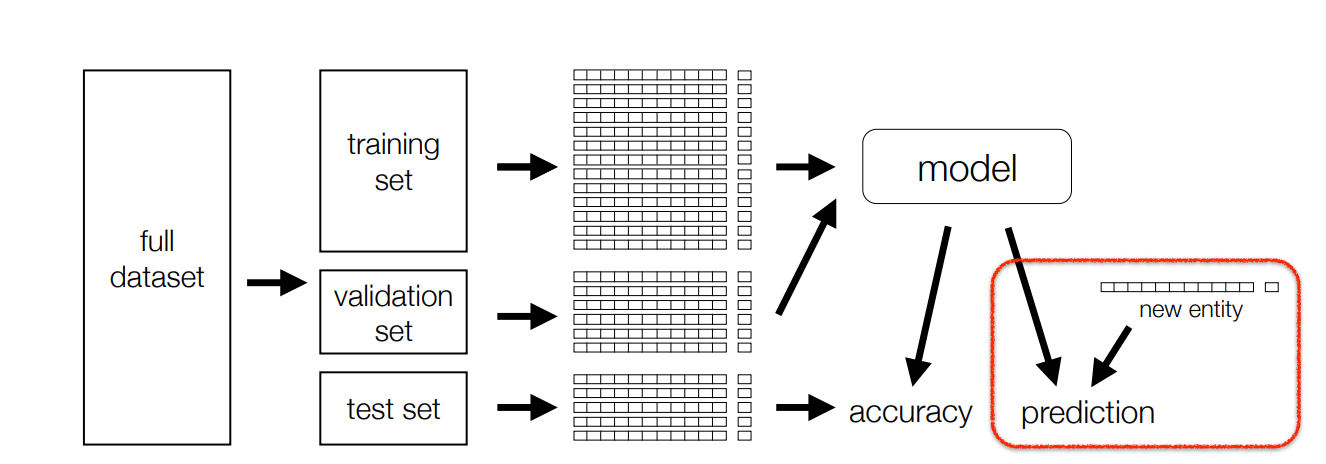 full
dataset
training
set
validation
set
test set
model
accuracy
new entity
prediction